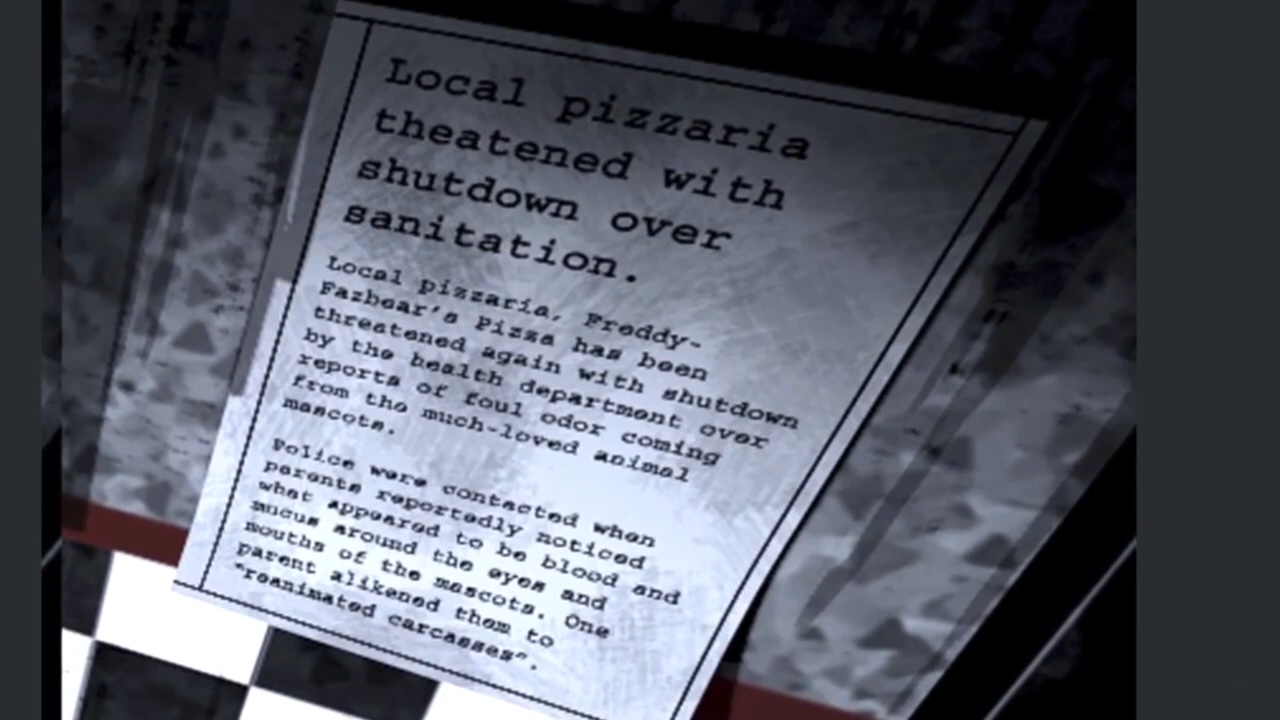 Local pizzaria
theatened with
shutdown over
sanitation.
Local pizzaria, Freddy-
Fazbear's Pizza has been
threatened again with shutdown
by the health department over
reports of foul odor coming
from the much-loved animal
mascots.
Police were contacted when
parents reportedly noticed
what appeared to be blood and
mucus around the eyes and
mouths of the mascots. One
parent alikened them to
"reanimated carcasses".